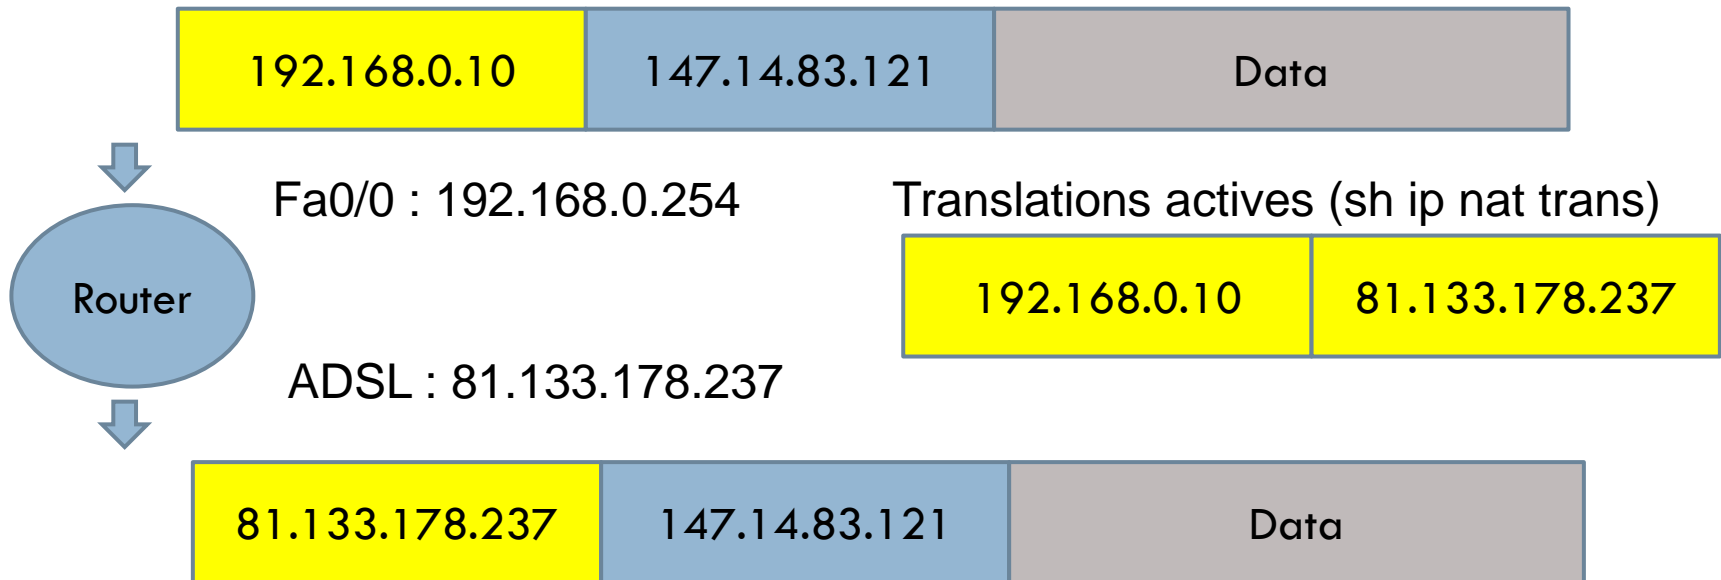 192.168.0.10 147.14.83.121 Data
Fa0/0 : 192.168.0.254 Translations actives (sh ip nat trans)
Router 192.168.0.10 81.133.178.237
ADSL : 81.133.178.237
81.133.178.237 147.14.83.121 Data